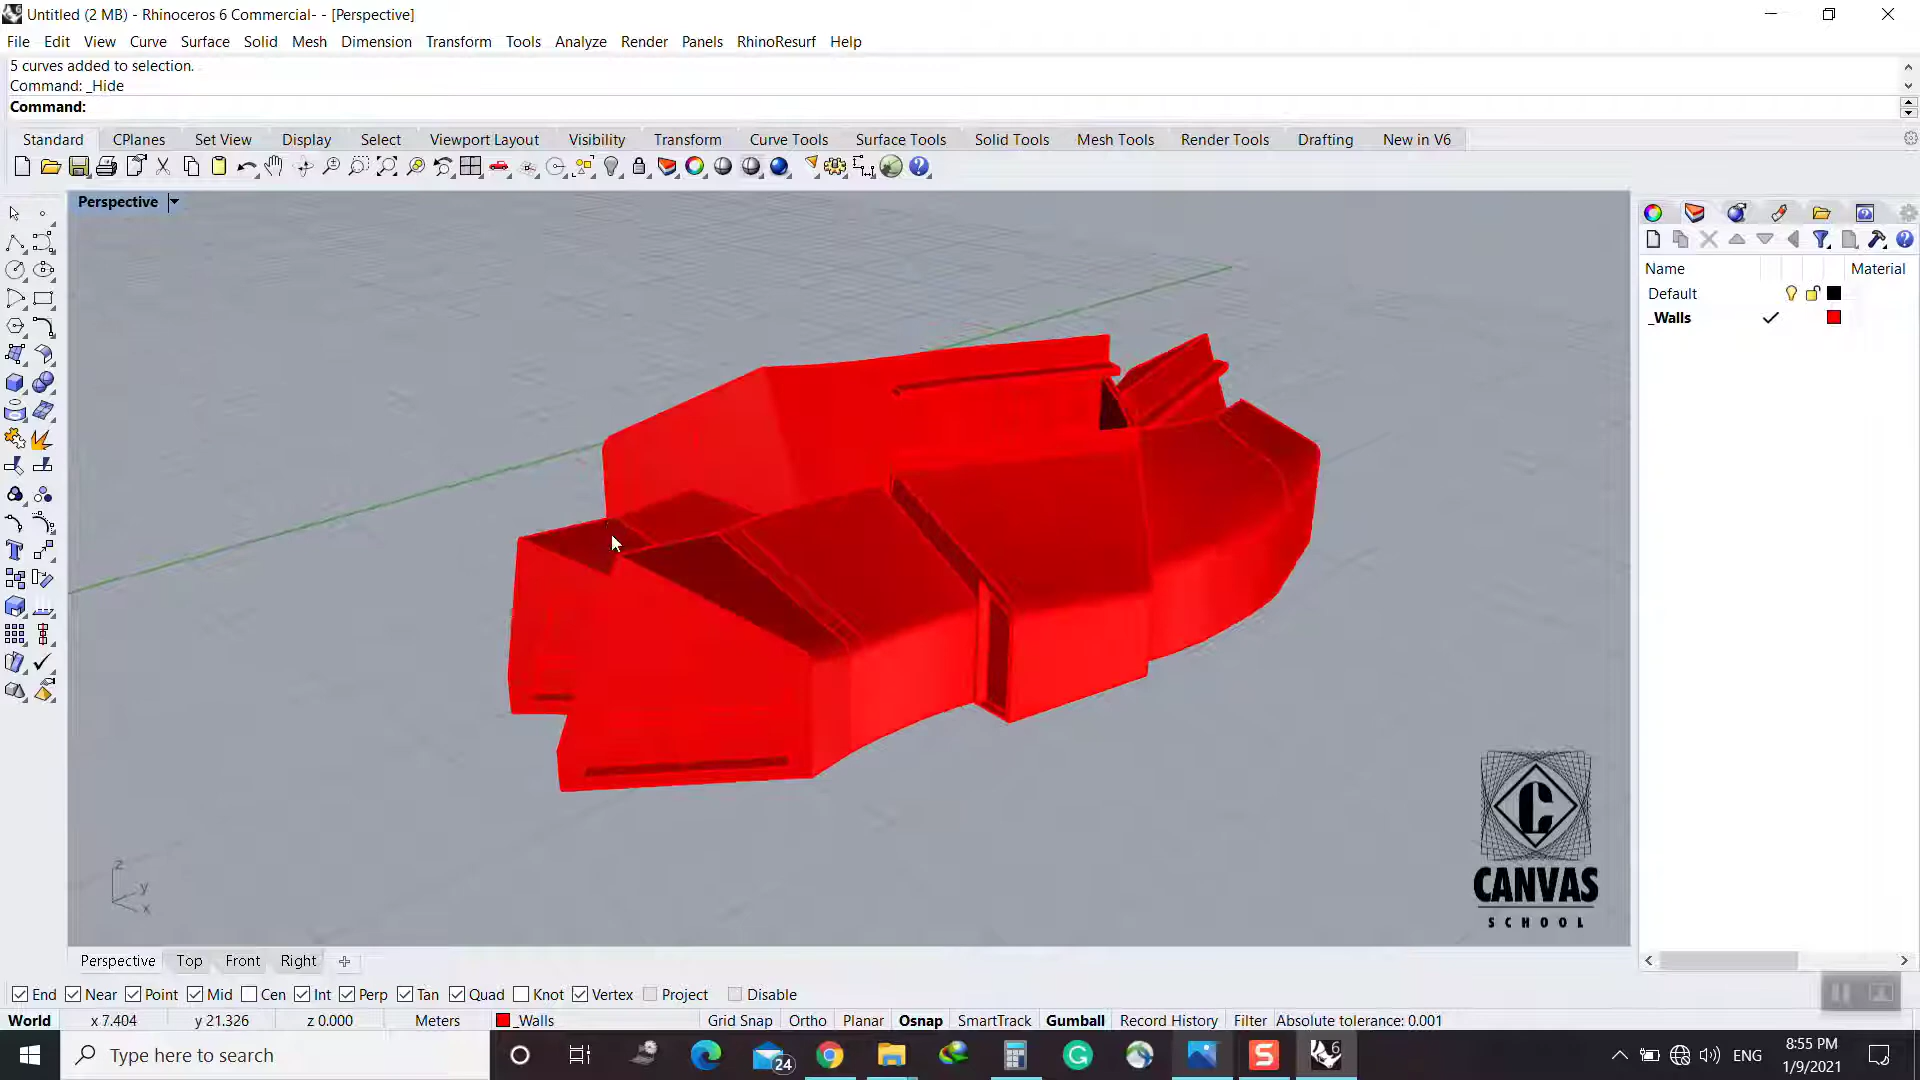 Untitled (2 MB) - Rhinoceros 6 Commercial- - [Perspective]
File Edit View Curve Surface Solid Mesh Dimension Transform Tools Analyze Render Panels RhinoResurf Help
5 curves added to selection.
Command: _Hide
Command:
Standard CPlanes Set View Display Select Viewport Layout Visibility Transform Curve Tools Surface Tools Solid Tools Mesh Tools Render Tools Drafting New in V6
Perspective
Name Material
Default
_Walls
z
y
x
C
CANVAS
SCHOOL
Perspective Top Front Right
End Near Point Mid Cen Int Perp Tan Quad Knot Vertex Project Disable
World x 7.404 y 21.326 z 0.000 Meters _Walls Grid Snap Ortho Planar Osnap SmartTrack Gumball Record History Filter Absolute tolerance: 0.001
Type here to search
24
S
6
ENG
8:55 PM
1/9/2021